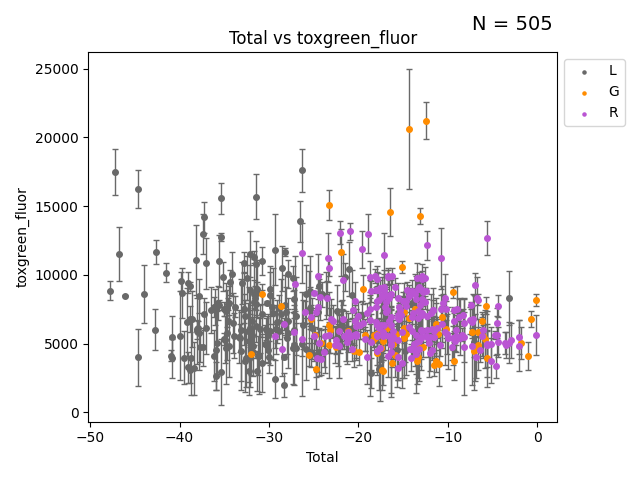 N = 505
Total vs toxgreen_fluor
25000
20000
15000
10000
5000
0
toxgreen_fluor
−50 −40 −30 −20 −10 0
Total
L
G
R